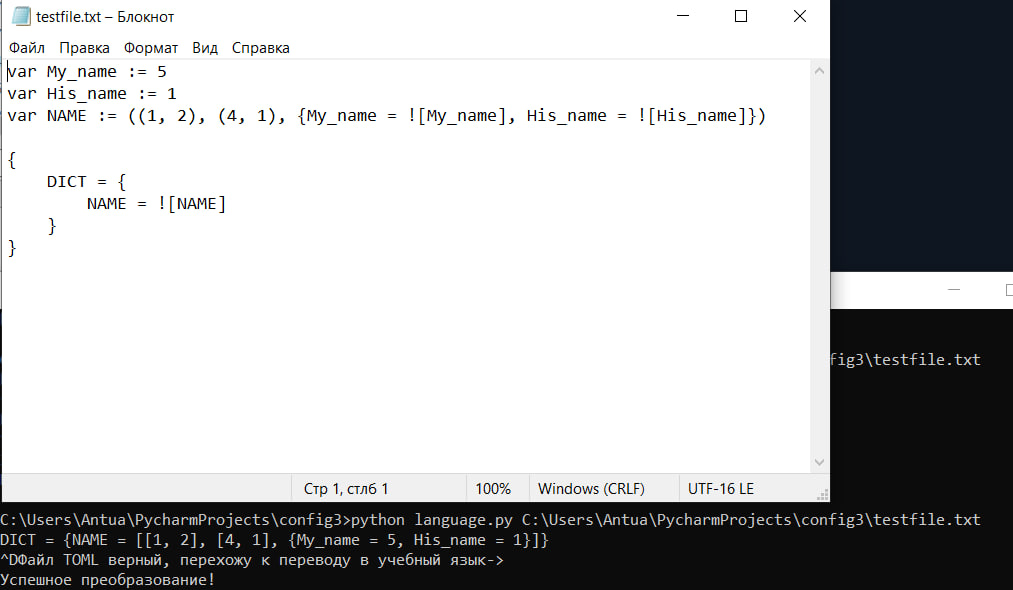 testfile.txt – Блокнот
Файл Правка Формат Вид Справка
var My_name := 5
var His_name := 1
var NAME := ((1, 2), (4, 1), {My_name = ![My_name], His_name = ![His_name]})
{
DICT = {
NAME = ![NAME]
}
}
fig3\testfile.txt
Стр 1, стлб 1 100% Windows (CRLF) UTF-16 LE
C:\Users\Antua\PycharmProjects\config3>python language.py C:\Users\Antua\PycharmProjects\config3\testfile.txt
DICT = {NAME = [[1, 2], [4, 1], {My_name = 5, His_name = 1}]}
^DФайл TOML верный, перехожу к переводу в учебный язык->
Успешное преобразование!